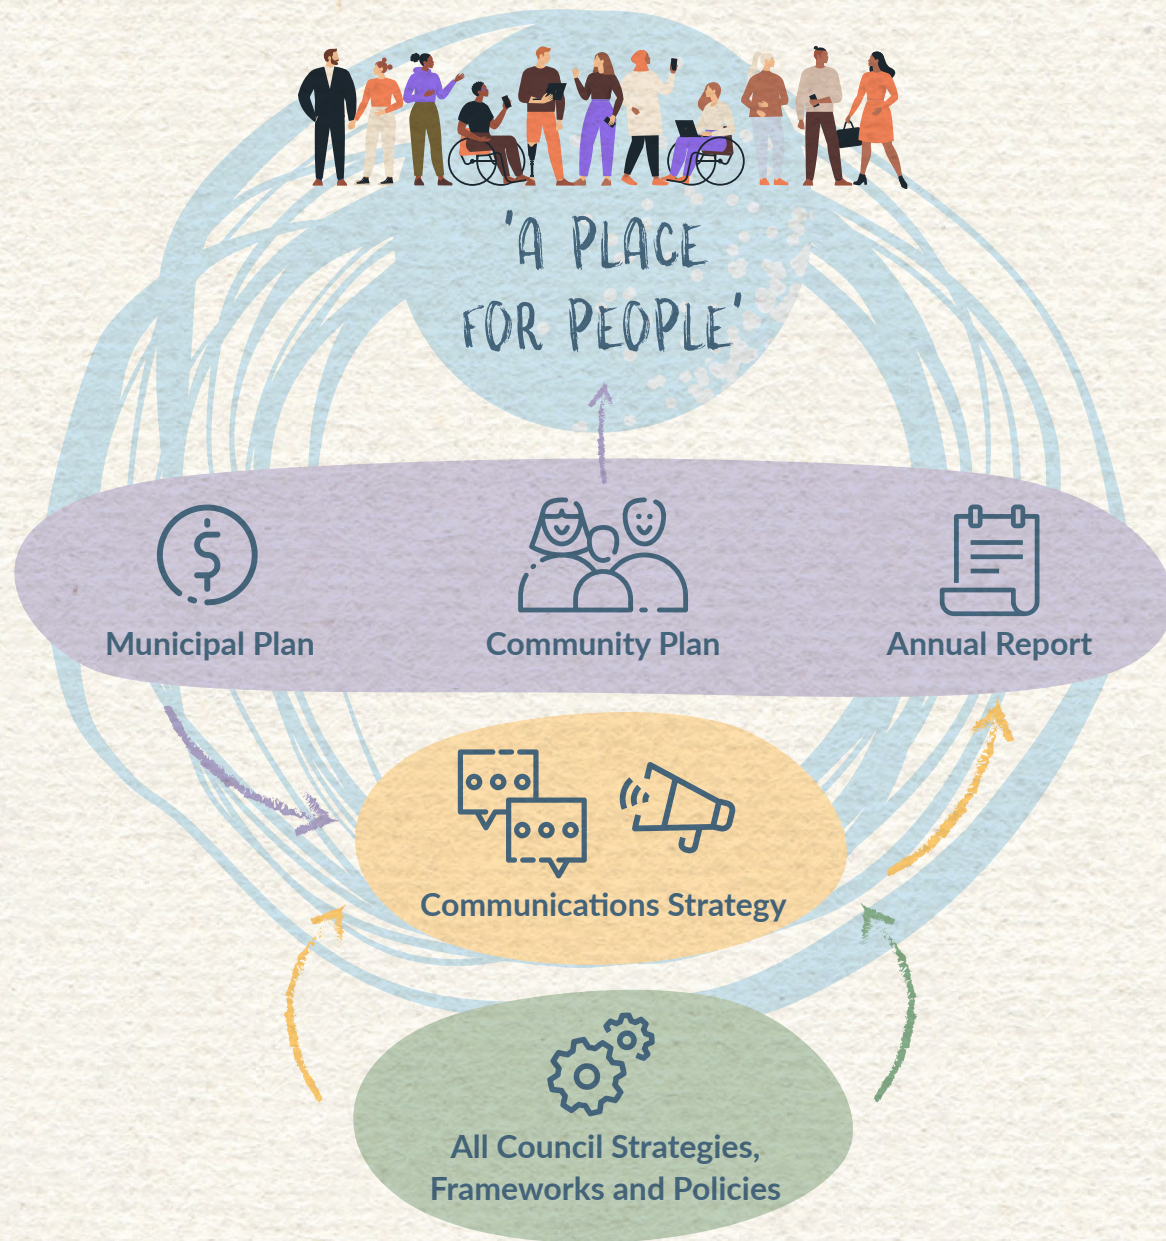 'A PLACE
FOR PEOPLE'
Municipal Plan
Community Plan
Annual Report
Communications Strategy
All Council Strategies,
Frameworks and Policies